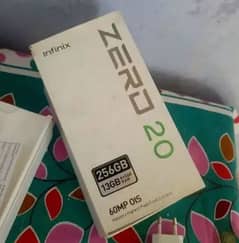 Infinix
ZERO 20
256GB
13GB
60MP OIS